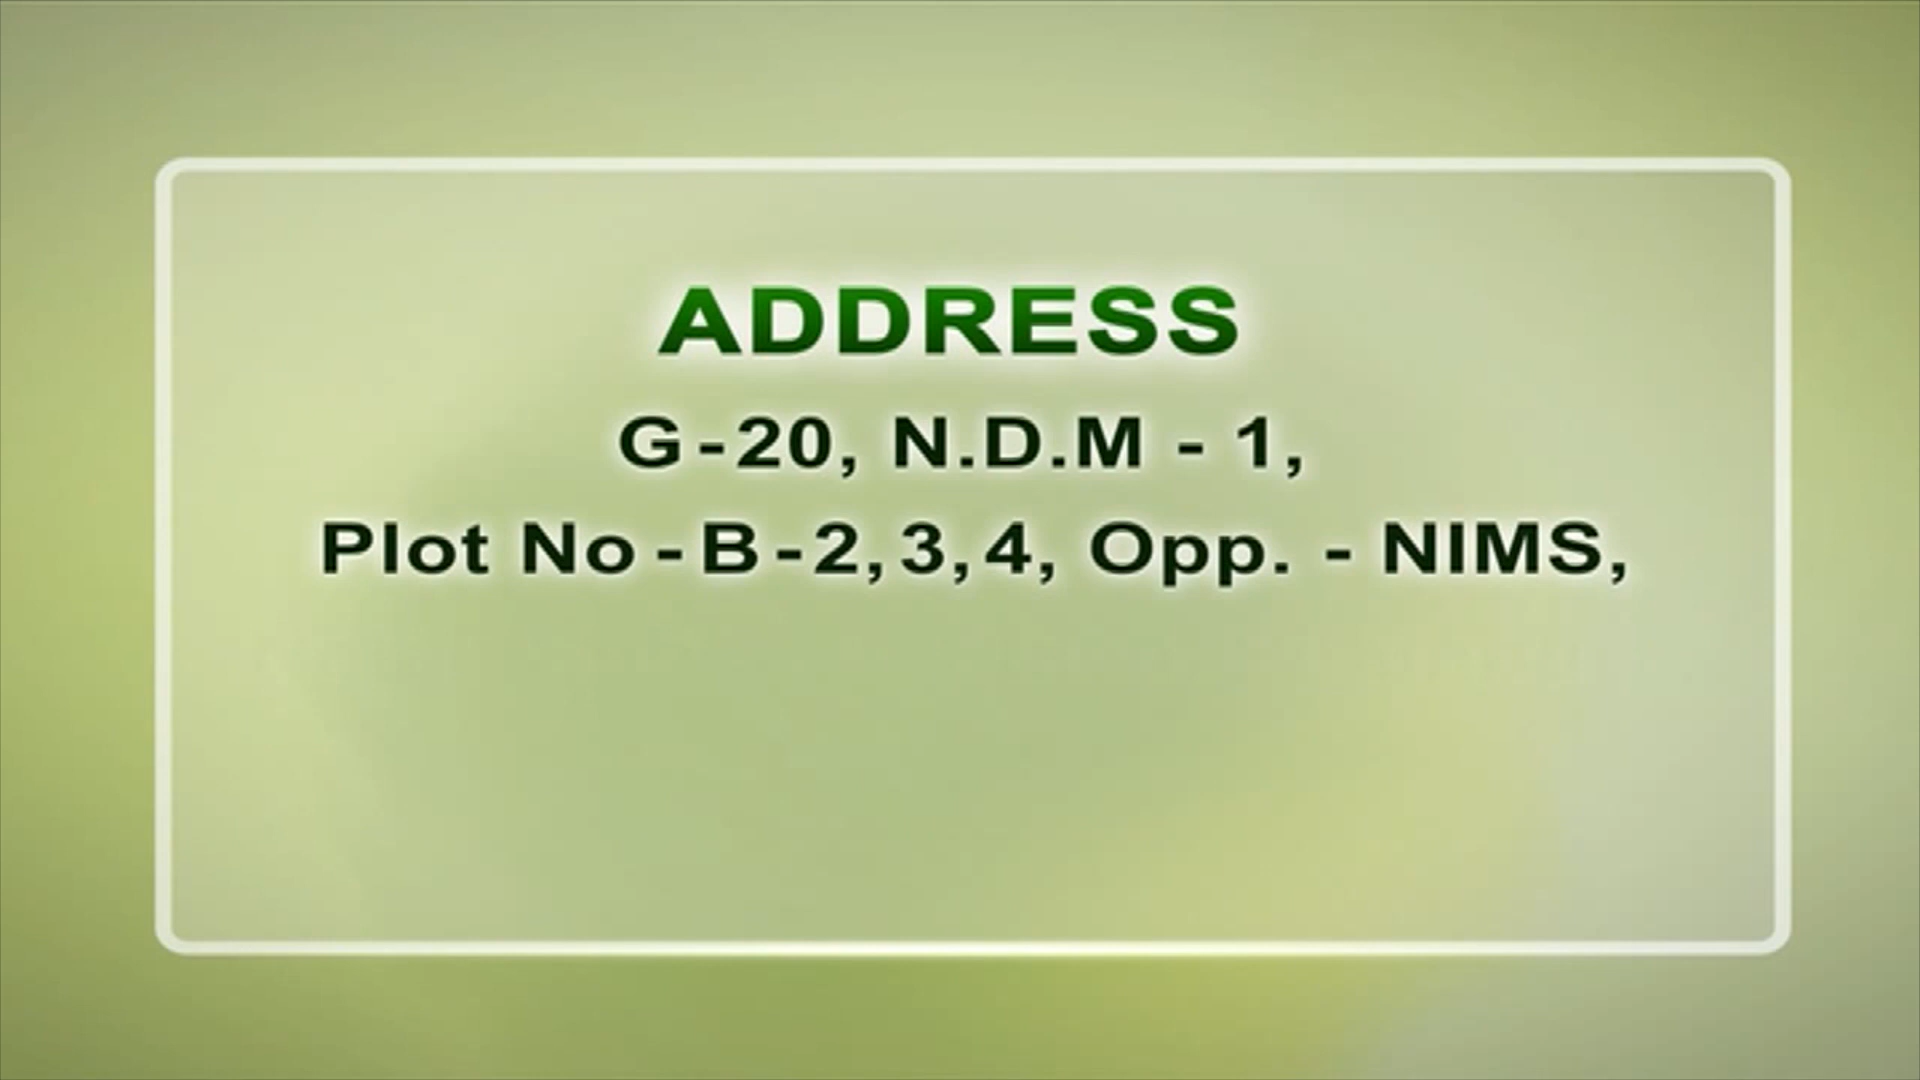 ADDRESS
G-20, N.D.M - 1,
Plot No-B-2,3,4, Opp. - NIMS,